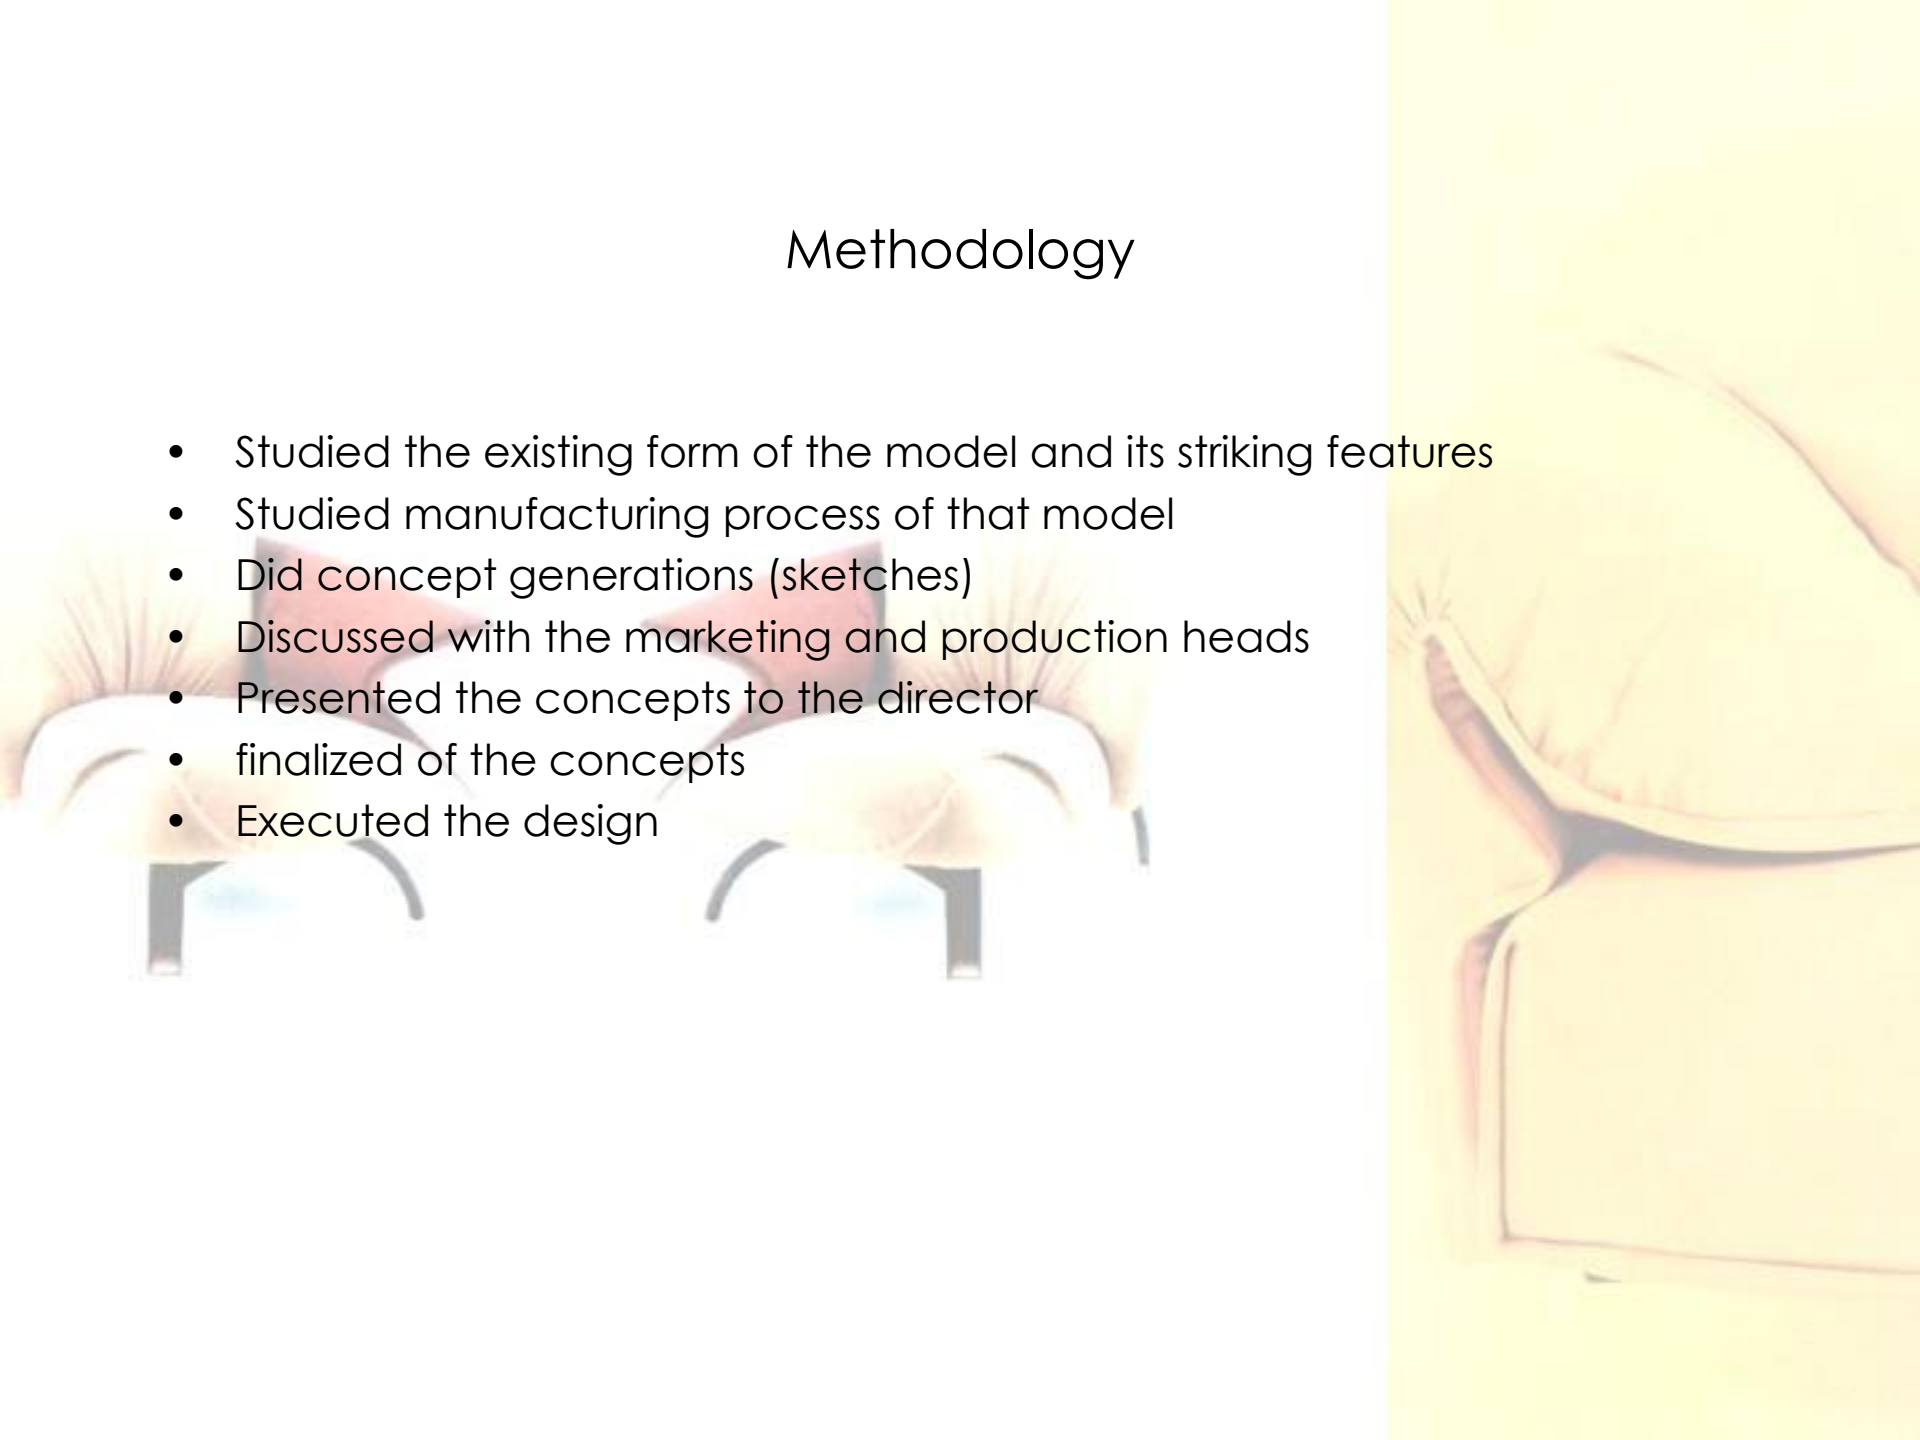 Methodology
• Studied the existing form of the model and its striking features
• Studied manufacturing process of that model
• Did concept generations (sketches)
• Discussed with the marketing and production heads
• Presented the concepts to the director
• finalized of the concepts
• Executed the design